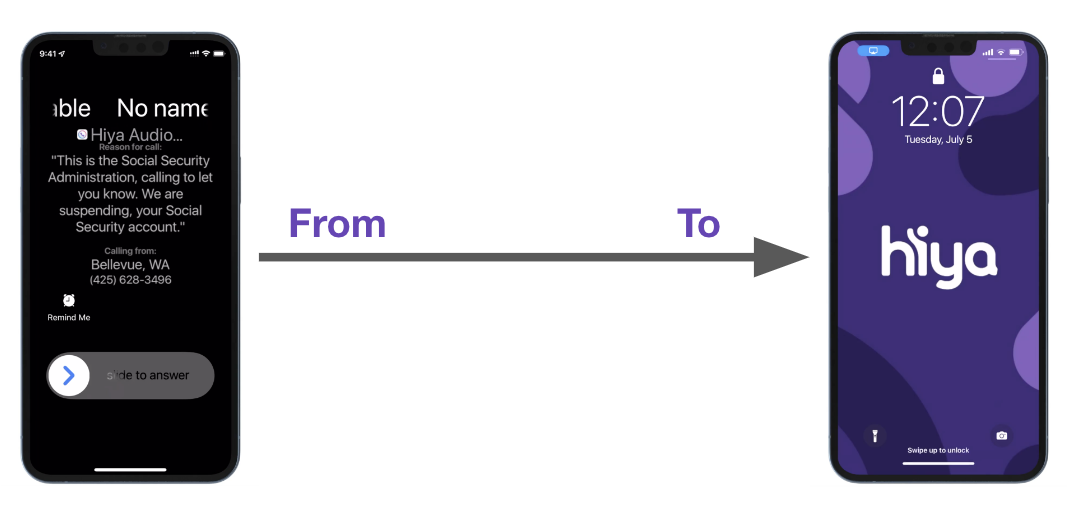 9:41
able No name
Hiya Audio...
Reason for call:
"This is the Social Security
Administration, calling to let
you know. We are
suspending, your Social
Security account."
Calling from:
Bellevue, WA
(425) 628-3496
Remind Me
slide to answer
From
To
12:07
Tuesday, July 5
hiya
Swipe up to unlock